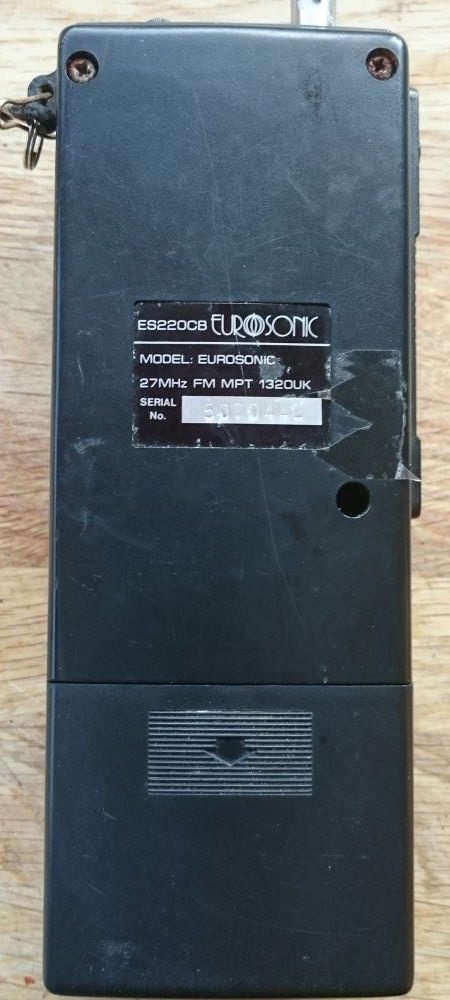 ES220CB EUROSONIC
MODEL: EUROSONIC
27MHz FM MPT 1320UK
SERIAL
No.